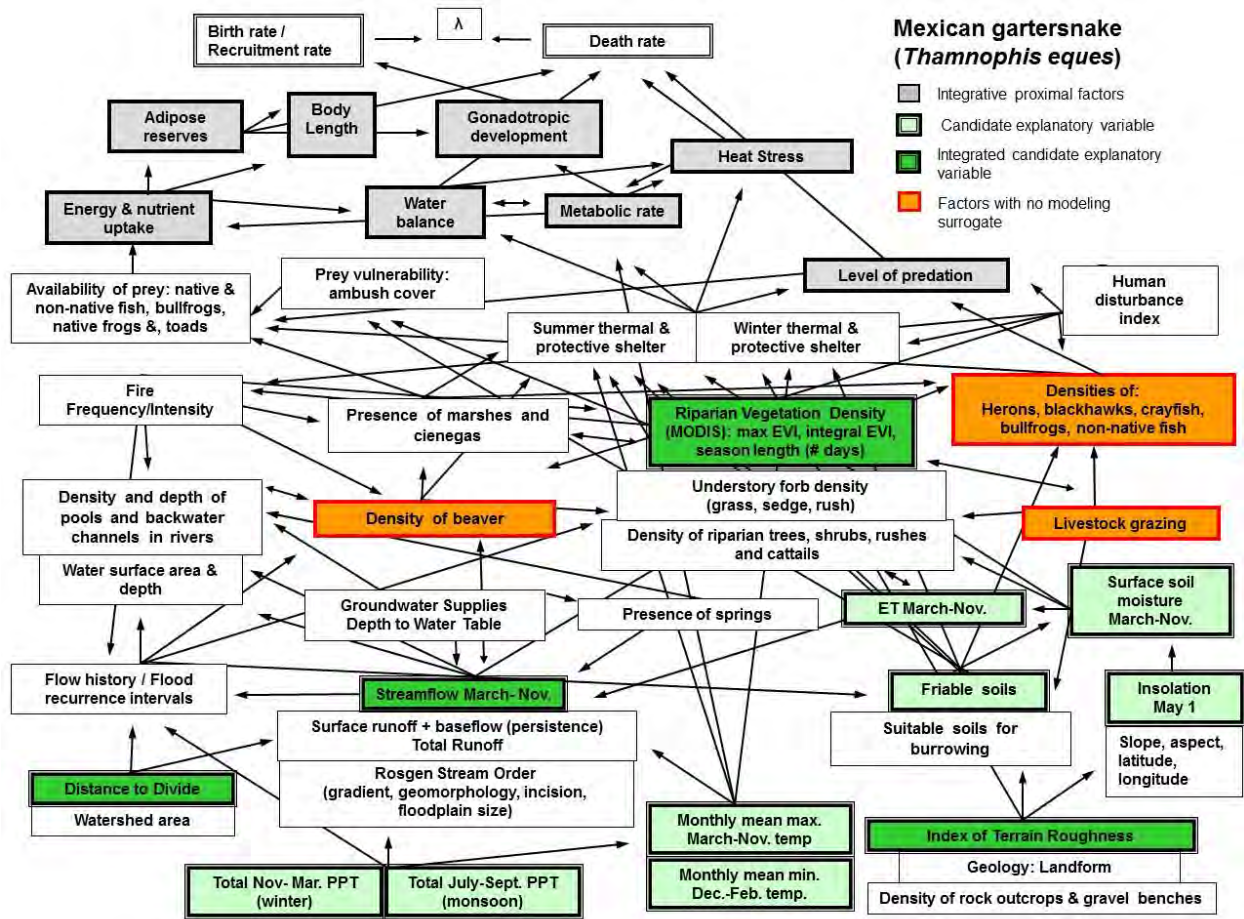 Mexican gartersnake
(Thamnophis eques)
Integrative proximal factors
Candidate explanatory variable
Integrated candidate explanatory
variable
Factors with no modeling
surrogate
Birth rate /
Recruitment rate
λ
Death rate
Adipose
reserves
Body
Length
Gonadotropic
development
Heat Stress
Energy & nutrient
uptake
Water
balance
Metabolic rate
Level of predation
Availability of prey: native &
non-native fish, bullfrogs,
native frogs &, toads
Prey vulnerability:
ambush cover
Summer thermal &
protective shelter
Winter thermal &
protective shelter
Human
disturbance
index
Fire
Frequency/Intensity
Presence of marshes and
cienegas
Riparian Vegetation Density
(MODIS): max EVI, integral EVI,
season length (# days)
Densities of:
Herons, blackhawks, crayfish,
bullfrogs, non-native fish
Density and depth of
pools and backwater
channels in rivers
Density of beaver
Understory forb density
(grass, sedge, rush)
Livestock grazing
Density of riparian trees, shrubs, rushes
and cattails
Water surface area &
depth
Groundwater Supplies
Depth to Water Table
Presence of springs
ET March-Nov.
Surface soil
moisture
March-Nov.
Flow history / Flood
recurrence intervals
Streamflow March- Nov.
Friable soils
Insolation
May 1
Surface runoff + baseflow (persistence)
Total Runoff
Suitable soils for
burrowing
Slope, aspect,
latitude,
longitude
Distance to Divide
Watershed area
Rosgen Stream Order
(gradient, geomorphology, incision,
floodplain size)
Monthly mean max.
March-Nov. temp
Index of Terrain Roughness
Total Nov- Mar. PPT
(winter)
Total July-Sept. PPT
(monsoon)
Monthly mean min.
Dec.-Feb. temp.
Geology: Landform
Density of rock outcrops & gravel benches